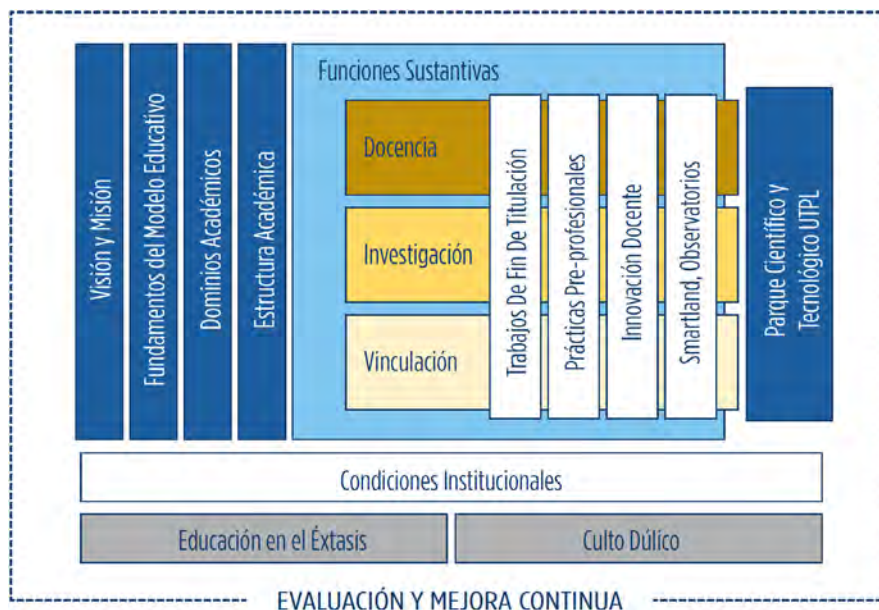 Visión y Misión
Fundamentos del Modelo Educativo
Dominios Académicos
Estructura Académica
Funciones Sustantivas
Docencia
Investigación
Vinculación
Trabajos De Fin De Titulación
Prácticas Pre-profesionales
Innovación Docente
Smartland, Observatorios
Parque Científico y
Tecnológico UTPL
Condiciones Institucionales
Educación en el Éxtasis
Culto Dúlico
EVALUACIÓN Y MEJORA CONTINUA